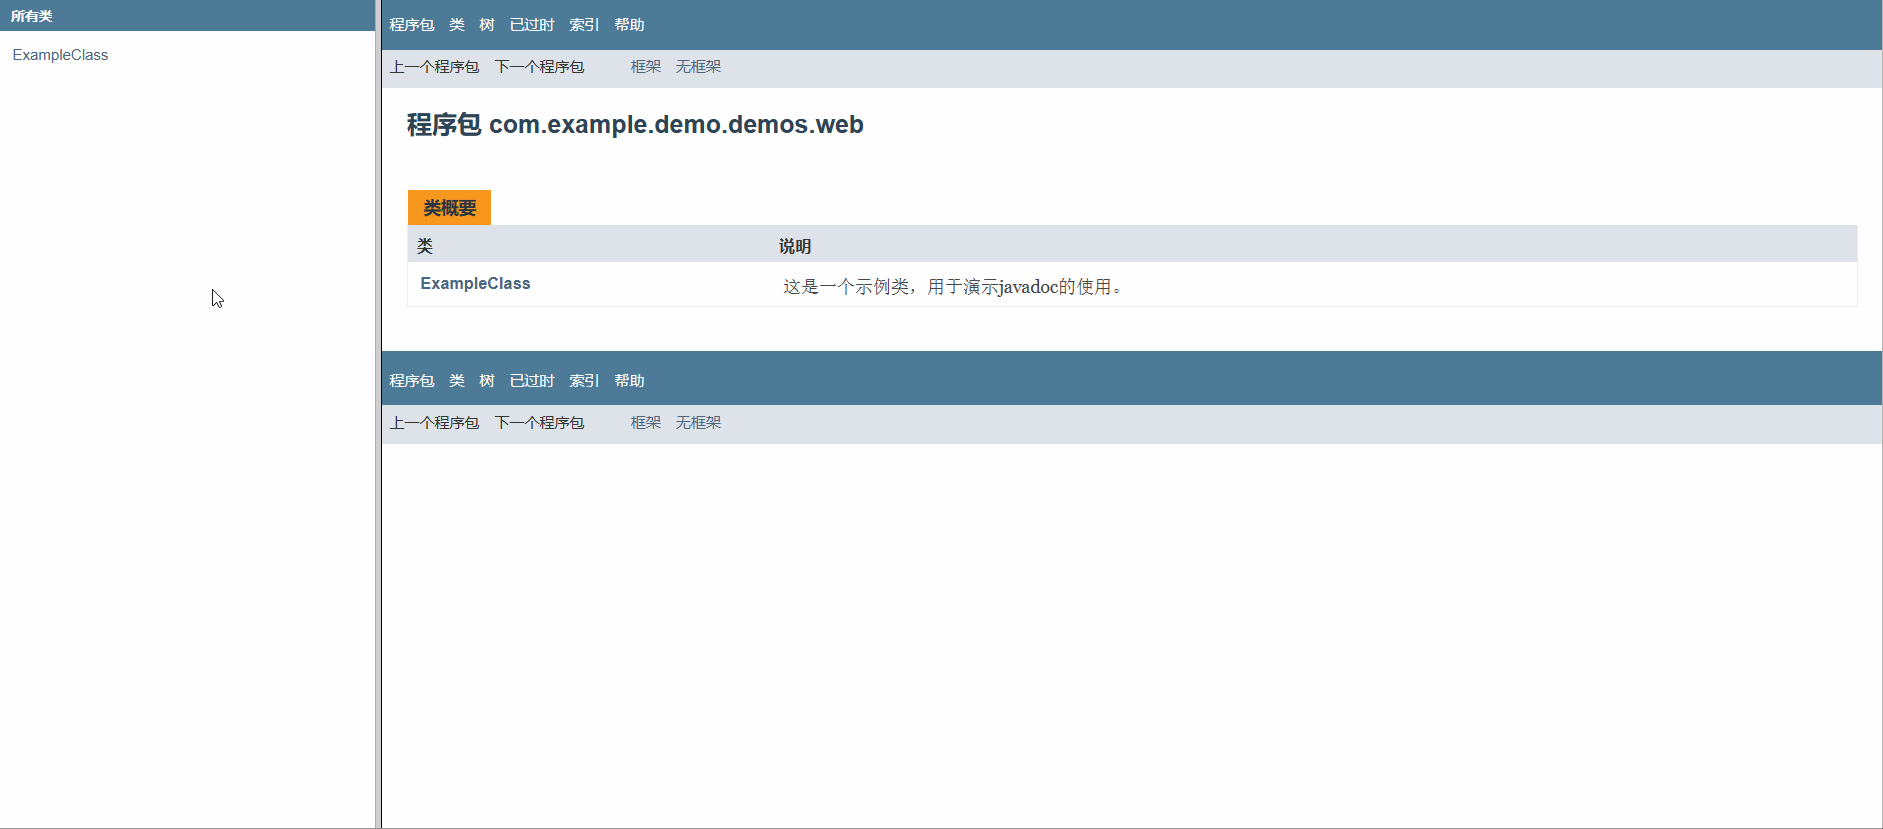 所有类
ExampleClass
程序包 类 树 已过时 索引 帮助
上一个程序包 下一个程序包 框架 无框架
程序包 com.example.demo.demos.web
类概要
类 说明
ExampleClass 这是一个示例类，用于演示javadoc的使用。
程序包 类 树 已过时 索引 帮助
上一个程序包 下一个程序包 框架 无框架